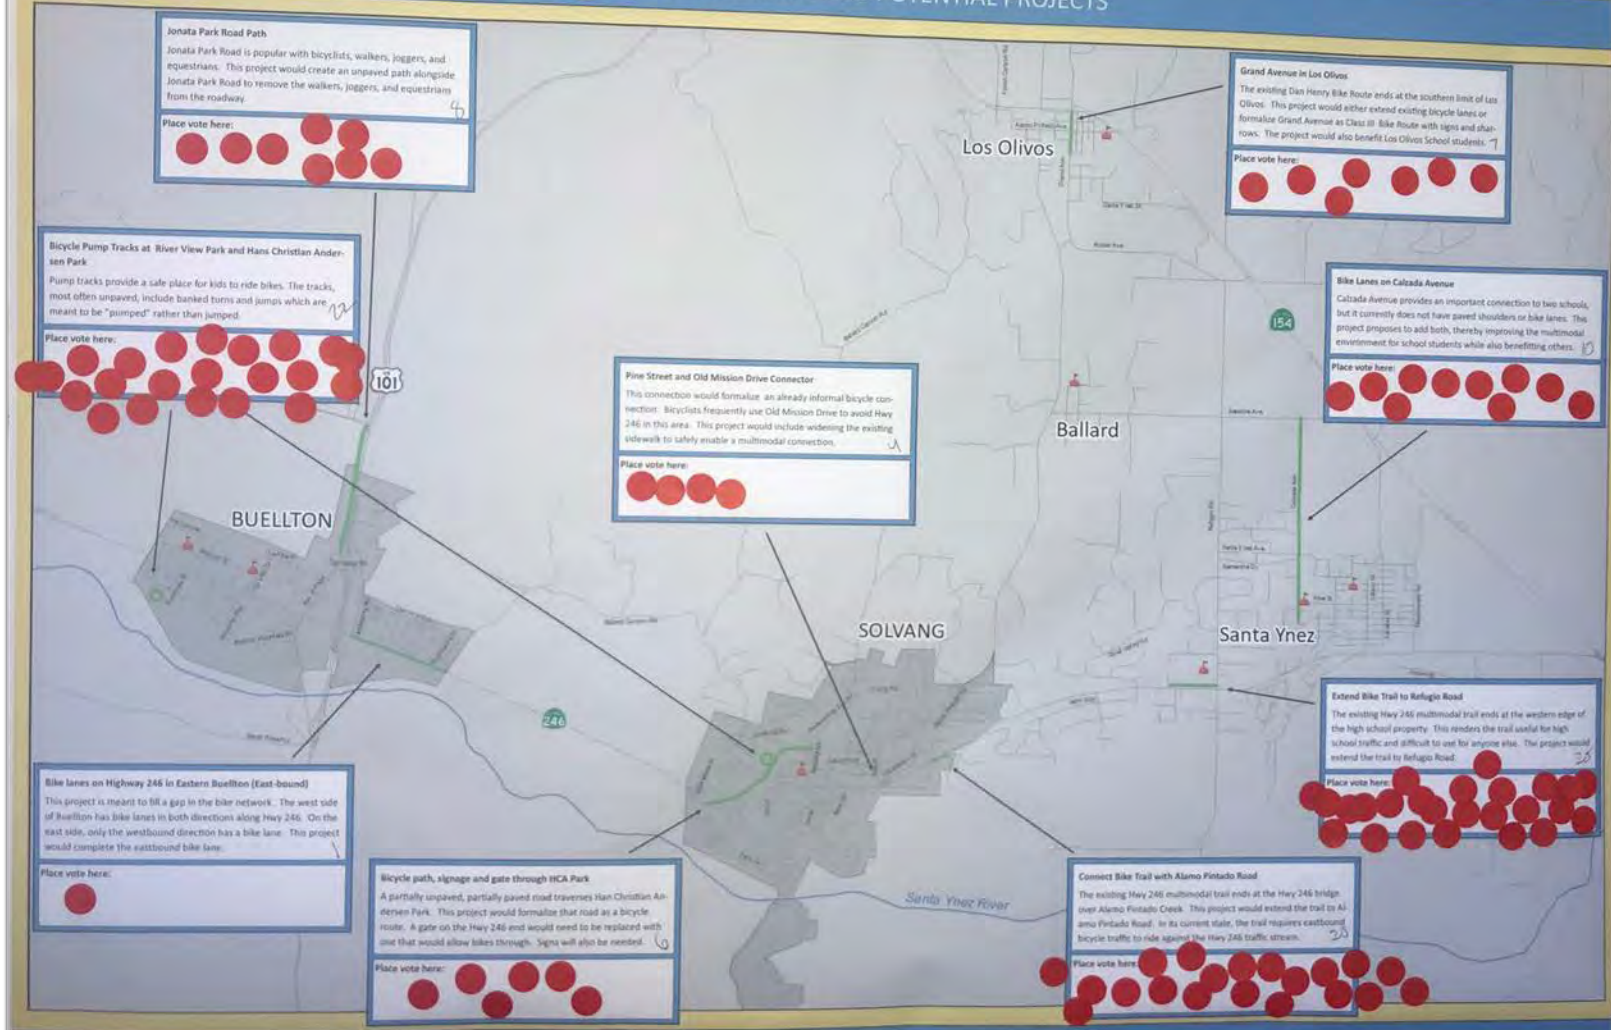 POTENTIAL PROJECTS
Jonata Park Road Path
Jonata Park Road is popular with bicyclists, walkers, joggers, and
equestrians. This project would create an unpaved path alongside
Jonata Park Road to remove the walkers, joggers, and equestrians
from the roadway.
8
Place vote here:
Grand Avenue in Los Olivos
The existing Dan Henry Bike Route ends at the southern limit of Los
Olivos. This project would either extend existing bicycle lanes or
formalize Grand Avenue as Class III Bike Route with signs and shar-
rows. The project would also benefit Los Olivos School students. 7
Place vote here:
Los Olivos
Bicycle Pump Tracks at River View Park and Hans Christian Ander-
sen Park
Pump tracks provide a safe place for kids to ride bikes. The tracks,
most often unpaved, include banked turns and jumps which are
meant to be "pumped" rather than jumped. 22
Place vote here:
101
Bike Lanes on Calzada Avenue
Calzada Avenue provides an important connection to two schools,
but it currently does not have paved shoulders or bike lanes. This
project proposes to add both, thereby improving the multimodal
environment for school students while also benefitting others. 10
Place vote here:
154
Pine Street and Old Mission Drive Connector
This connection would formalize an already informal bicycle con-
nection. Bicyclists frequently use Old Mission Drive to avoid Hwy
246 in this area. This project would include widening the existing
sidewalk to safely enable a multimodal connection. 4
Place vote here:
Ballard
BUELLTON
SOLVANG
Santa Ynez
246
Extend Bike Trail to Refugio Road
The existing Hwy 246 multimodal trail ends at the western edge of
the high school property. This renders the trail useful for high
school traffic and difficult to use for anyone else. The project would
extend the trail to Refugio Road.
Place vote here:
Bike lanes on Highway 246 in Eastern Buellton (East-bound)
This project is meant to fill a gap in the bike network. The west side
of Buellton has bike lanes in both directions along Hwy 246. On the
east side, only the westbound direction has a bike lane. This project
would complete the eastbound bike lane. 1
Place vote here:
Bicycle path, signage and gate through HCA Park
A partially unpaved, partially paved road traverses Han Christian An-
dersen Park. This project would formalize that road as a bicycle
route. A gate on the Hwy 246 end would need to be replaced with
one that would allow bikes through. Signs will also be needed. 6
Place vote here:
Santa Ynez River
Connect Bike Trail with Alamo Pintado Road
The existing Hwy 246 multimodal trail ends at the Hwy 246 bridge
over Alamo Pintado Creek. This project would extend the trail to Al-
amo Pintado Road. In its current state, the trail requires eastbound
bicycle traffic to ride against the Hwy 246 traffic stream.
Place vote here: